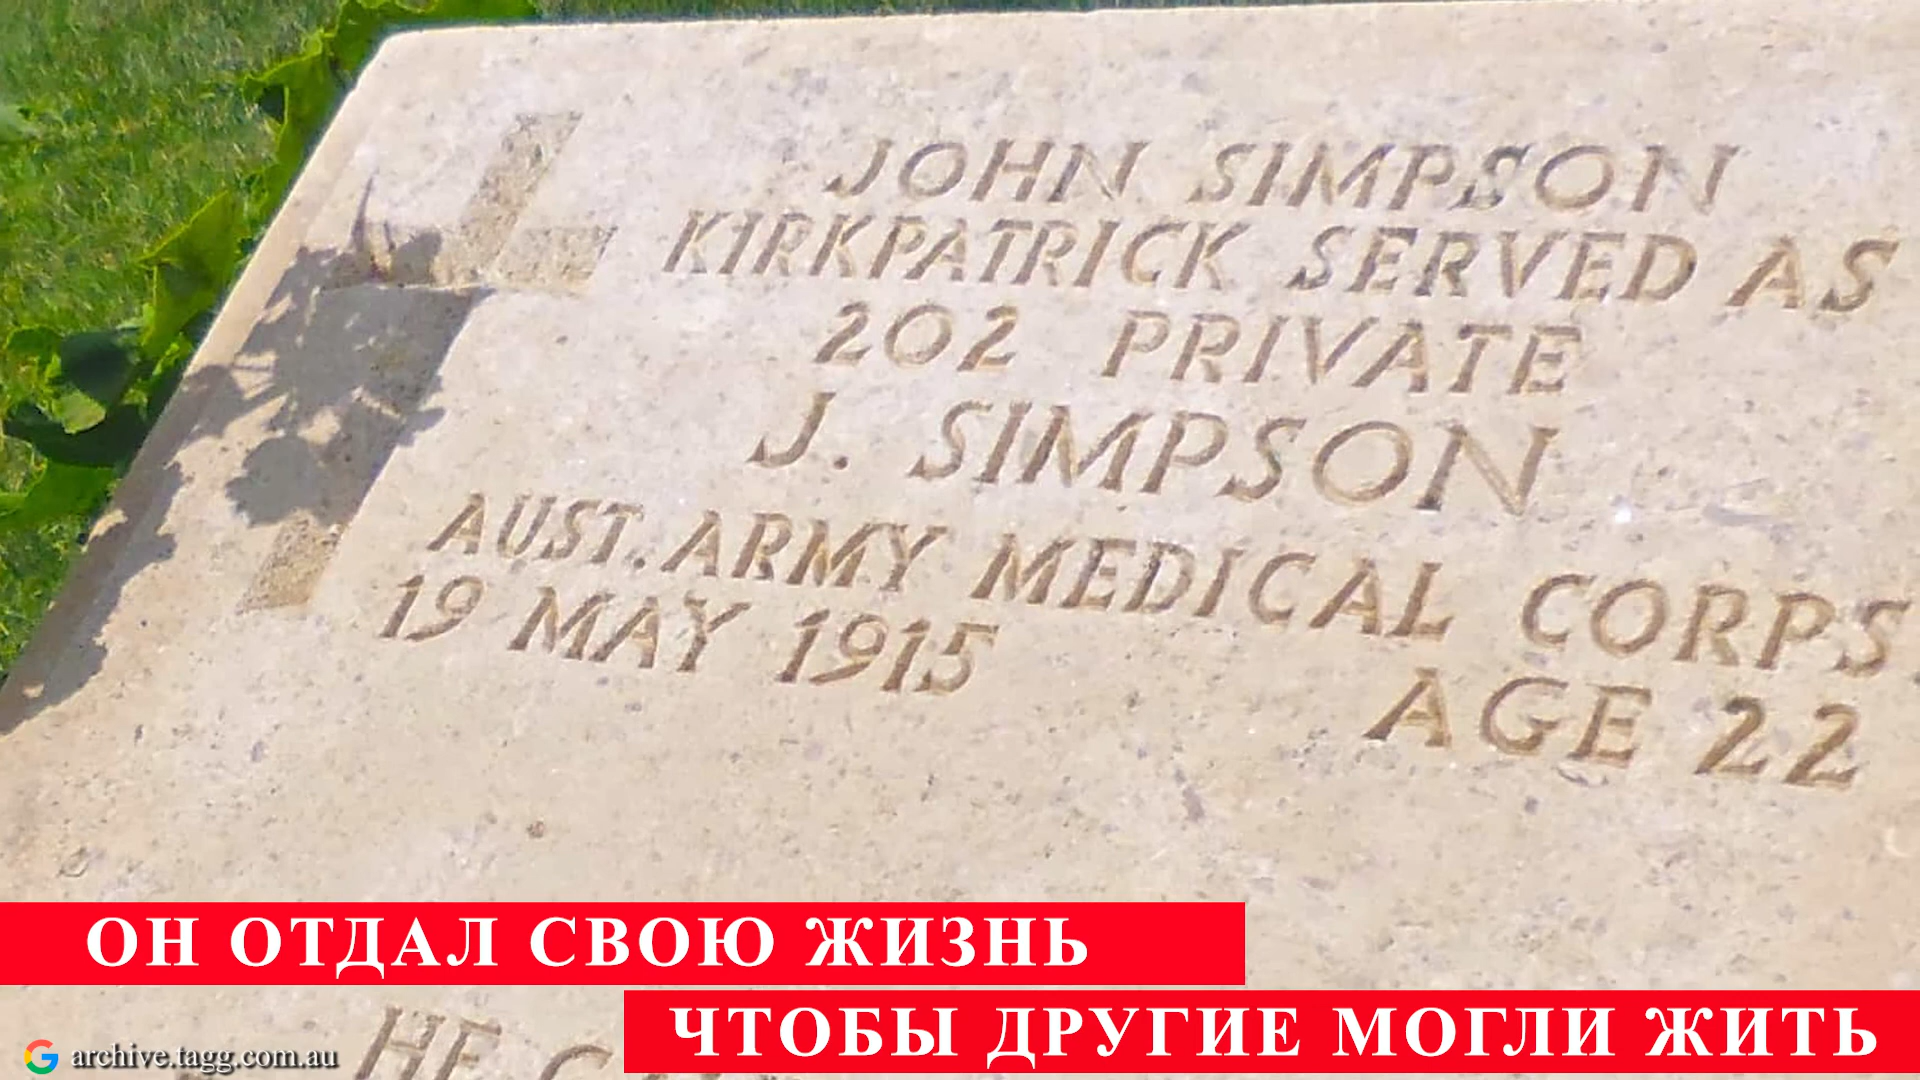 JOHN SIMPSON
KIRKPATRICK SERVED AS
202 PRIVATE
J. SIMPSON
AUST. ARMY MEDICAL CORPS
19 MAY 1915 AGE 22
ОН ОТДАЛ СВОЮ ЖИЗНЬ
ЧТОБЫ ДРУГИЕ МОГЛИ ЖИТЬ
HE
archive.tagg.com.au